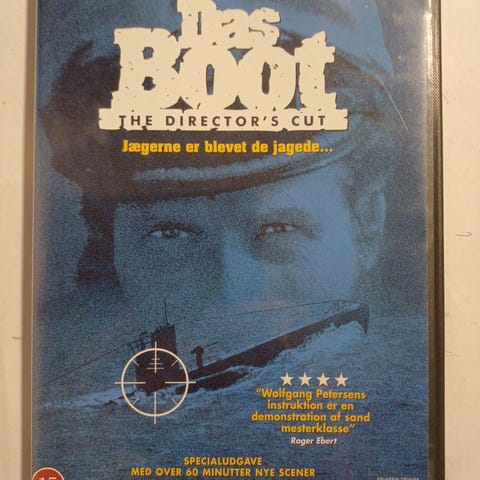 Das
Boot
THE DIRECTOR'S CUT
Jægerne er blevet de jagede...
"Wolfgang Petersens
instruktion er en
demonstration af sand
mesterklasse"
Roger Ebert
SPECIALUDGAVE
MED OVER 60 MINUTTER NYE SCENER
15